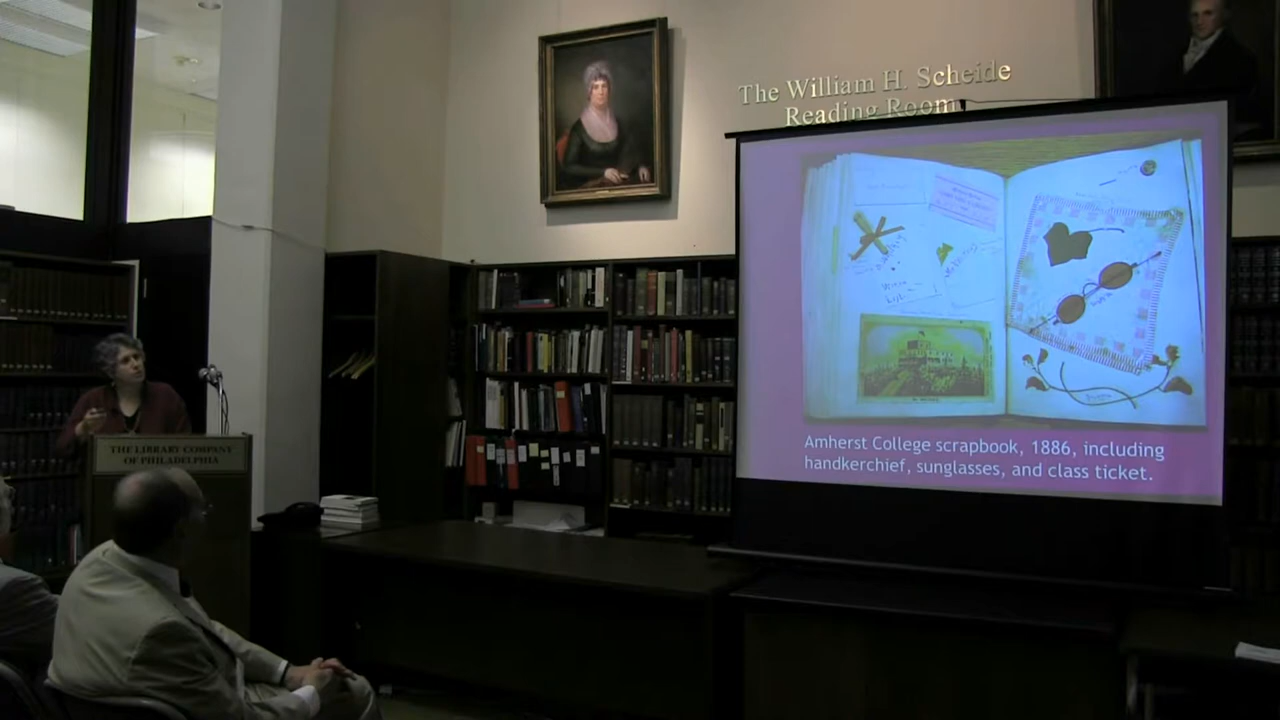 The William H. Scheide
Reading Room
THE LIBRARY COMPANY
OF PHILADELPHIA
Amherst College scrapbook, 1886, including
handkerchief, sunglasses, and class ticket.